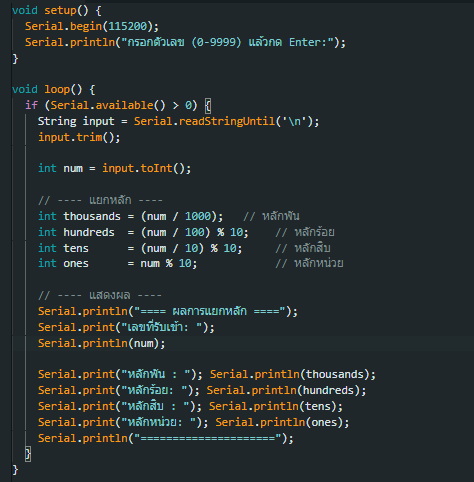 void setup() {
  Serial.begin(115200);
  Serial.println("กรอกตัวเลข (0-9999) แล้วกด Enter:");
}

void loop() {
  if (Serial.available() > 0) {
    String input = Serial.readStringUntil('\n');
    input.trim();

    int num = input.toInt();

    // ---- แยกหลัก ----
    int thousands = (num / 1000);   // หลักพัน
    int hundreds  = (num / 100) % 10;    // หลักร้อย
    int tens      = (num / 10) % 10;     // หลักสิบ
    int ones      = num % 10;            // หลักหน่วย

    // ---- แสดงผล ----
    Serial.println("==== ผลการแยกหลัก ====");
    Serial.print("เลขที่รับเข้า: ");
    Serial.println(num);

    Serial.print("หลักพัน : "); Serial.println(thousands);
    Serial.print("หลักร้อย: "); Serial.println(hundreds);
    Serial.print("หลักสิบ : "); Serial.println(tens);
    Serial.print("หลักหน่วย: "); Serial.println(ones);
    Serial.println("=====================");
  }
}